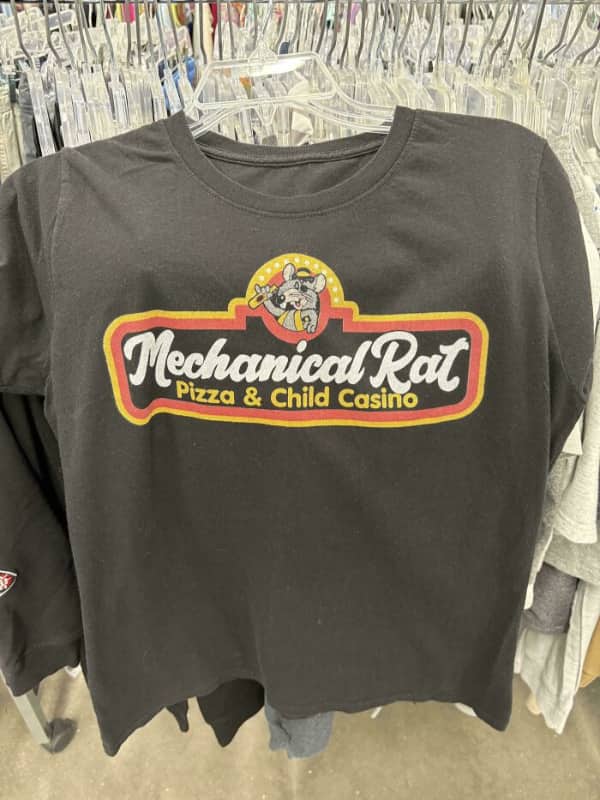 Mechanical Rat
Pizza & Child Casino